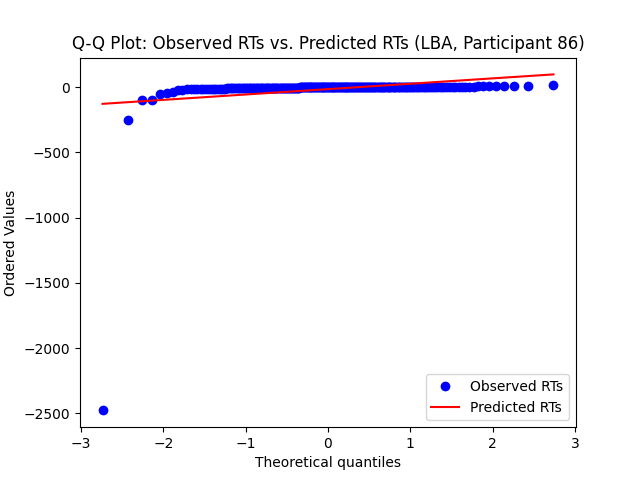 Q-Q Plot: Observed RTs vs. Predicted RTs (LBA, Participant 86)
Ordered Values
0
−500
−1000
−1500
−2000
−2500
−3
−2
−1
0
1
2
3
Theoretical quantiles
Observed RTs
Predicted RTs